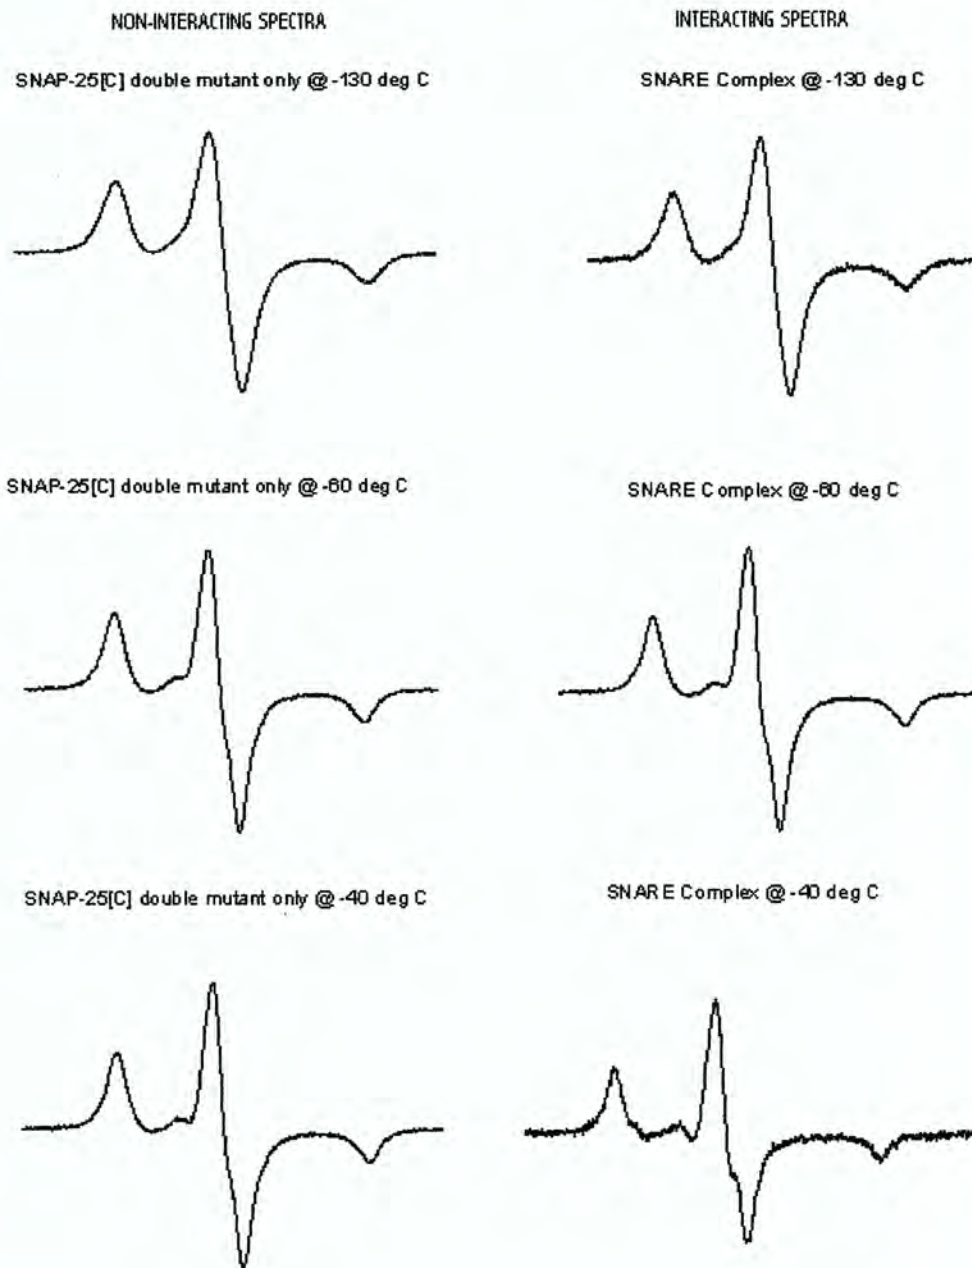 NON-INTERACTING SPECTRA
INTERACTING SPECTRA
SNAP-25[C] double mutant only @ -130 deg C
SNARE Complex @ -130 deg C
SNAP-25[C] double mutant only @ -60 deg C
SNARE Complex @ -60 deg C
SNAP-25[C] double mutant only @ -40 deg C
SNARE Complex @ -40 deg C